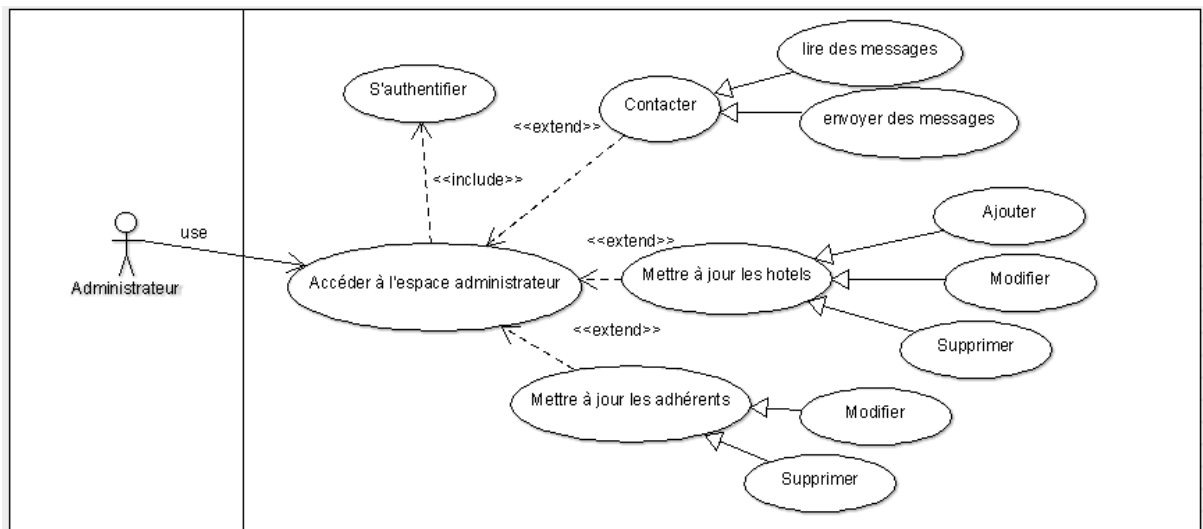 lire des messages
S'authentifier
Contacter
envoyer des messages
<<extend>>
<<include>>
Ajouter
use
<<extend>>
Accéder à l'espace administrateur
Mettre à jour les hotels
Modifier
Administrateur
<<extend>>
Supprimer
Mettre à jour les adhérents
Modifier
Supprimer